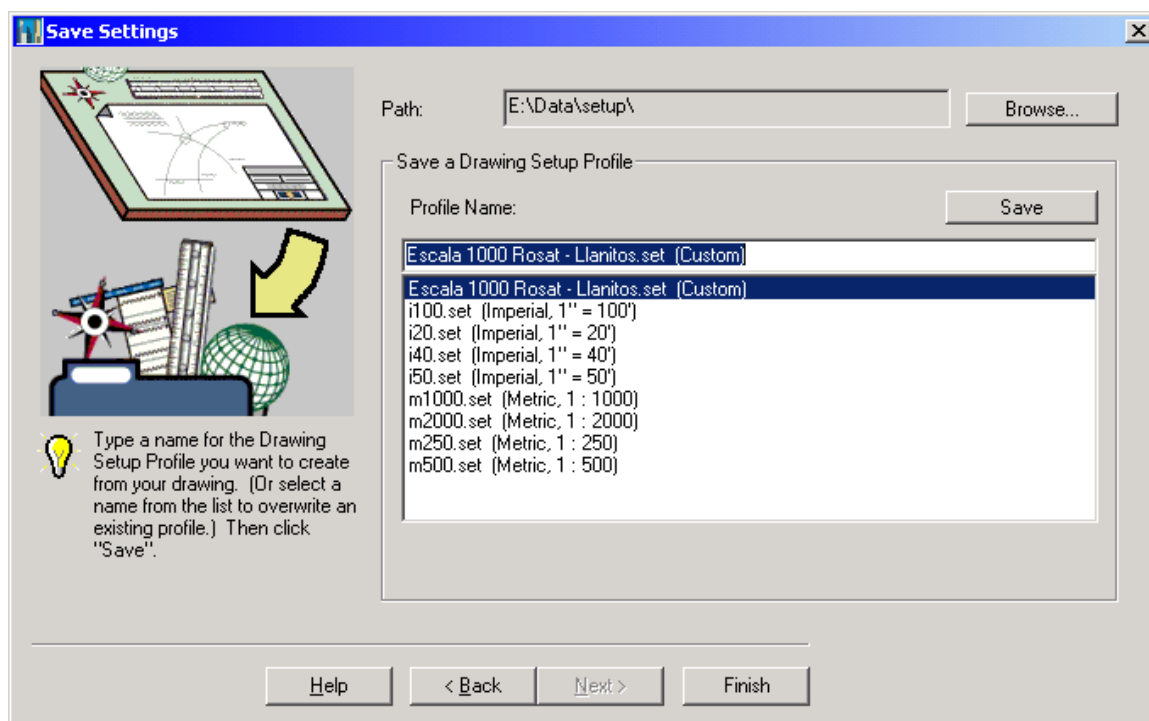 Save Settings
Path:
E:\Data\setup\
Browse...
Save a Drawing Setup Profile
Profile Name:
Save
Escala 1000 Rosat - Llanitos.set (Custom)
Escala 1000 Rosat - Llanitos.set (Custom)
i100.set (Imperial, 1" = 100')
i20.set (Imperial, 1" = 20')
i40.set (Imperial, 1" = 40')
i50.set (Imperial, 1" = 50')
m1000.set (Metric, 1 : 1000)
m2000.set (Metric, 1 : 2000)
m250.set (Metric, 1 : 250)
m500.set (Metric, 1 : 500)
Type a name for the Drawing
Setup Profile you want to create
from your drawing. (Or select a
name from the list to overwrite an
existing profile.) Then click
"Save".
Help
< Back
Next >
Finish